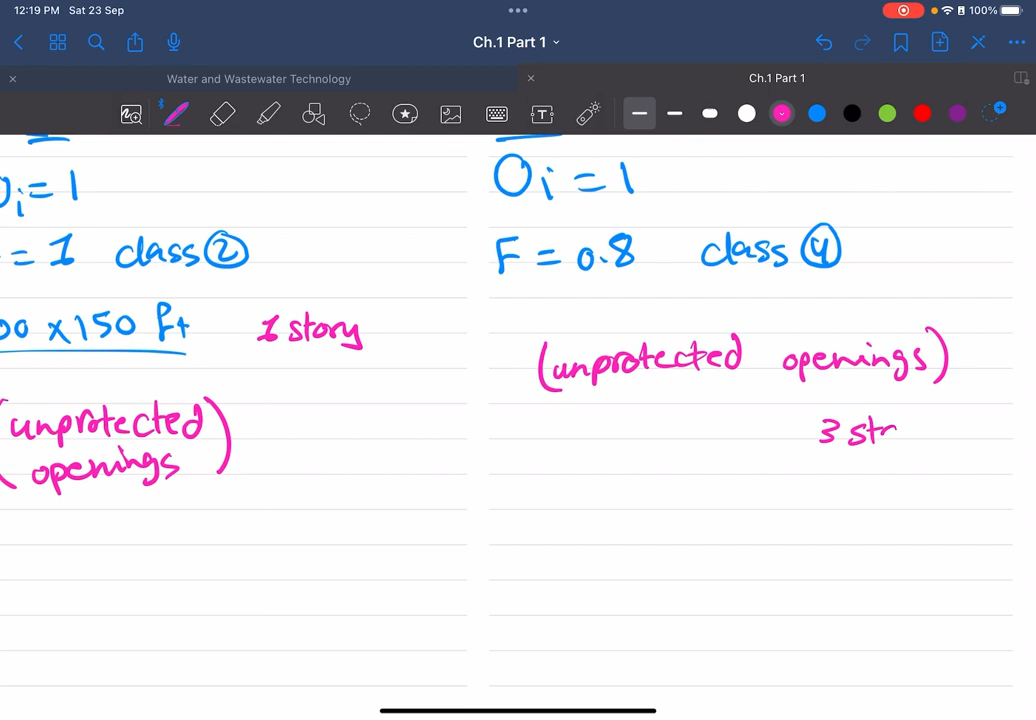 12:19 PM Sat 23 Sep
100%
Ch.1 Part 1
Water and Wastewater Technology
Ch.1 Part 1
Oi = 1
= 1 class 2
00 x 150 ft 1 story
(unprotected openings)
Oi = 1
F = 0.8 class 4
(unprotected openings)
3 str